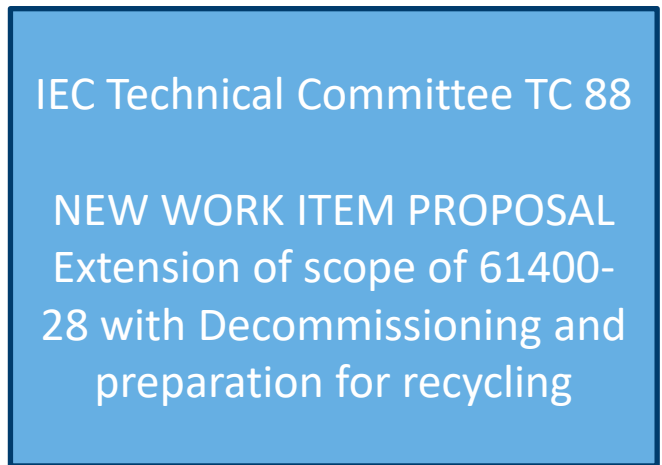 IEC Technical Committee TC 88
NEW WORK ITEM PROPOSAL
Extension of scope of 61400-
28 with Decommissioning and
preparation for recycling